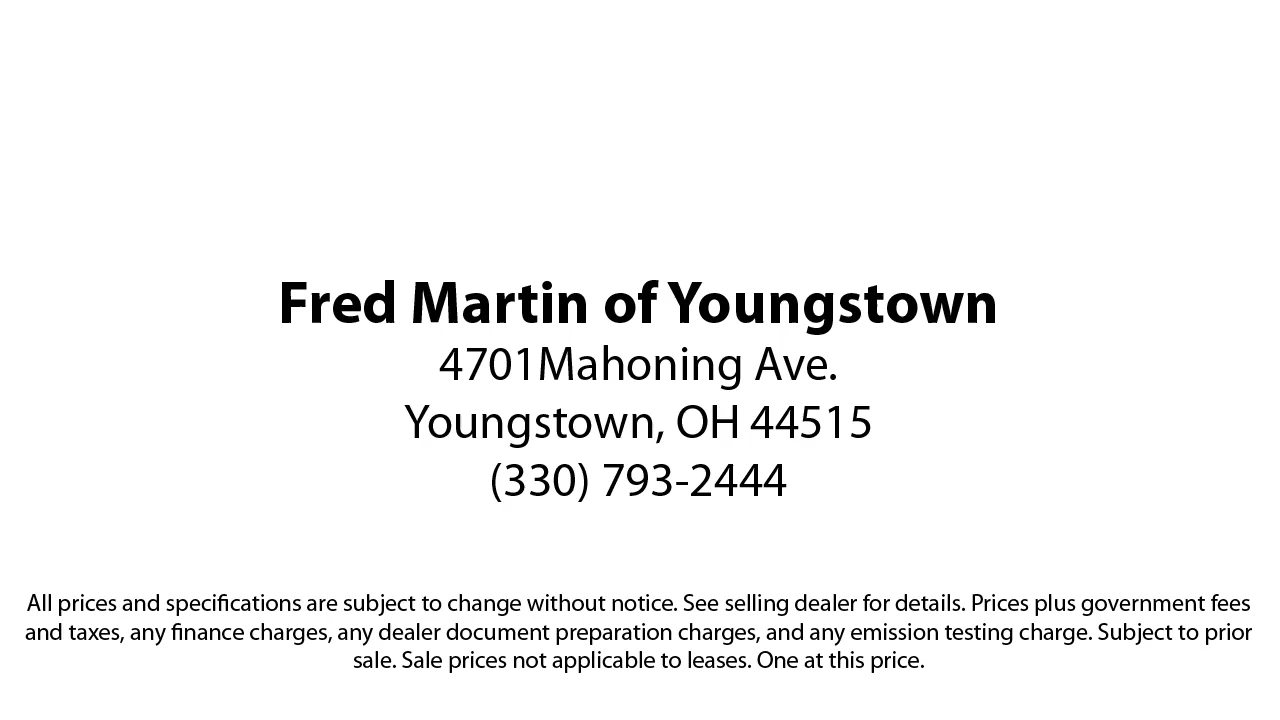 Fred Martin of Youngstown
4701Mahoning Ave.
Youngstown, OH 44515
(330) 793-2444
All prices and specifications are subject to change without notice. See selling dealer for details. Prices plus government fees
and taxes, any finance charges, any dealer document preparation charges, and any emission testing charge. Subject to prior
sale. Sale prices not applicable to leases. One at this price.